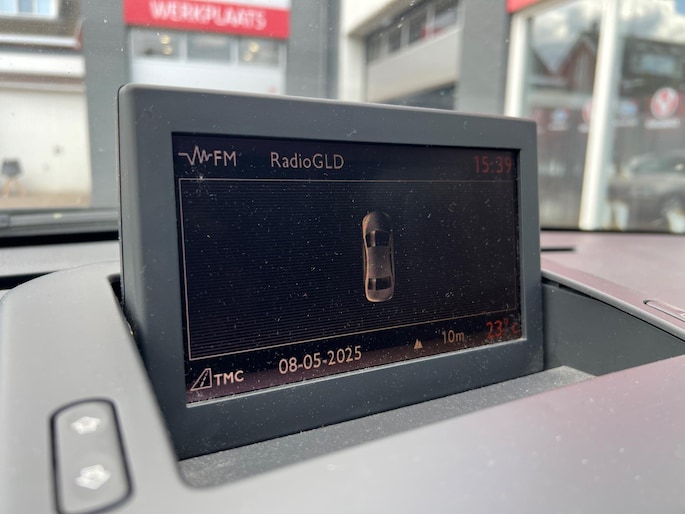 WERKPLAATS
FM RadioGLD 15:39
TMC 08-05-2025 10m 23°C